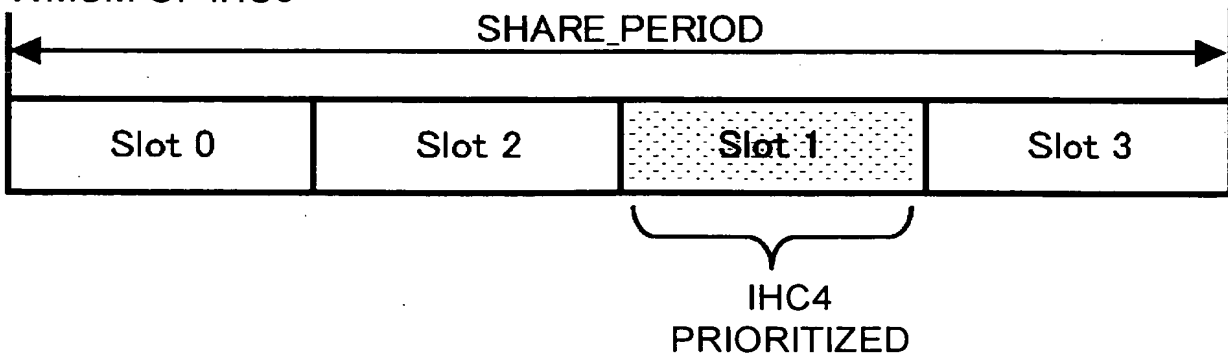 SHARE_PERIOD
Slot 0 Slot 2 Slot 1 Slot 3
IHC4
PRIORITIZED